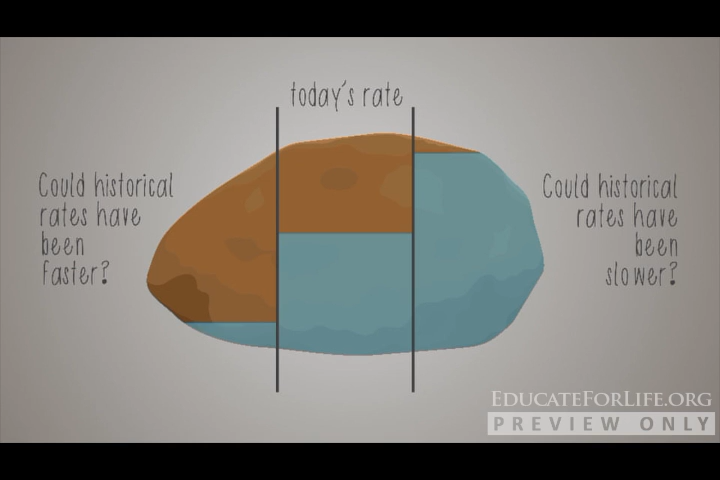 today's rate
Could historical
rates have
been
faster?
Could historical
rates have
been
slower?
EDUCATEFORLIFE.ORG
PREVIEW ONLY